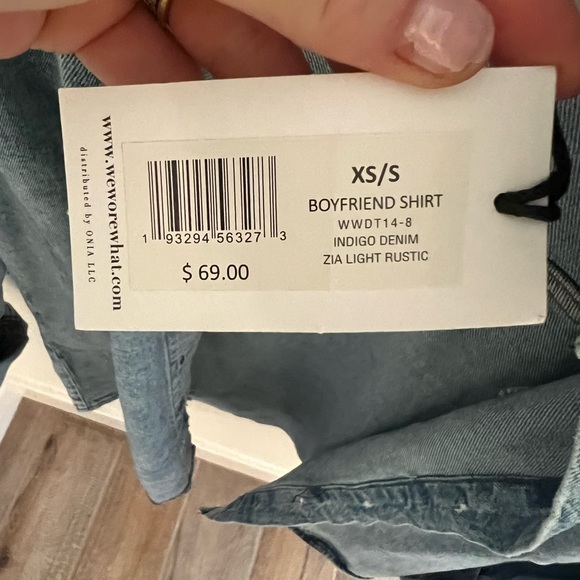 www.weworewhat.com
distributed by ONIA LLC
1 93294 56327 3
$ 69.00
XS/S
BOYFRIEND SHIRT
WWDT14-8
INDIGO DENIM
ZIA LIGHT RUSTIC